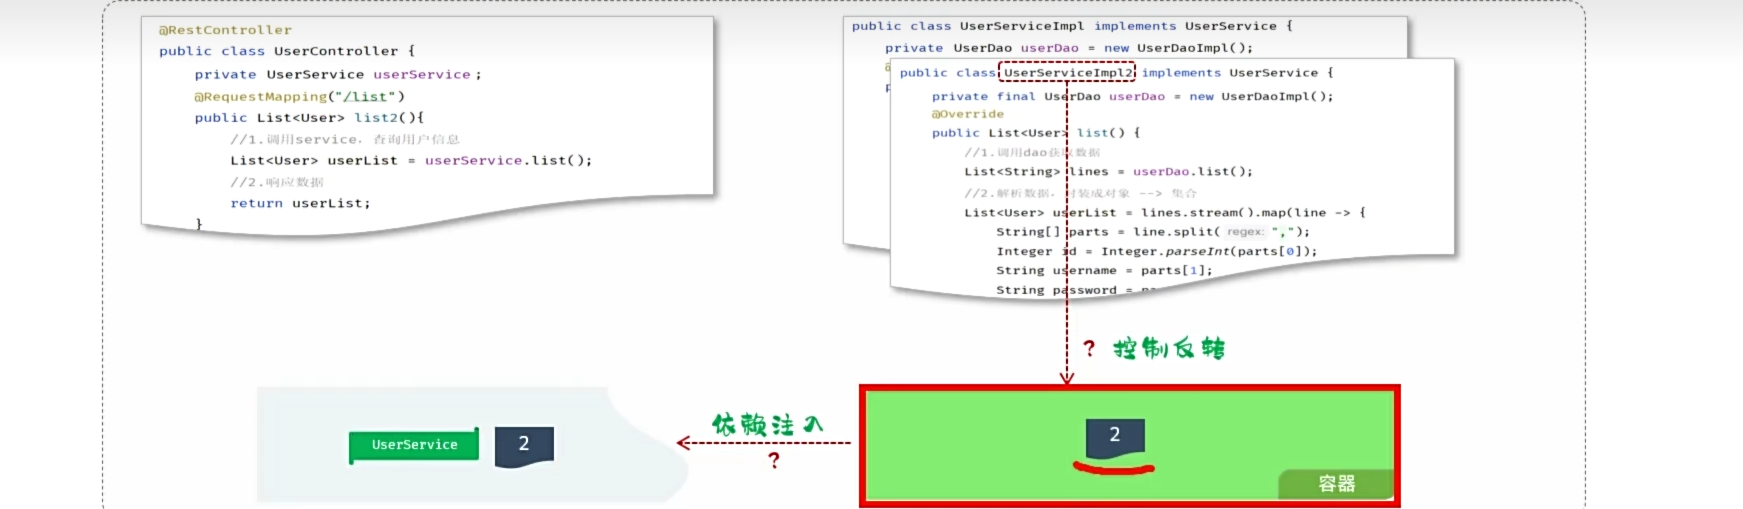 @RestController
public class UserController {
private UserService userService;
@RequestMapping("/list")
public List<User> list2(){
//1.调用service，查询用户信息
List<User> userList = userService.list();
//2.响应数据
return userList;
}
public class UserServiceImpl implements UserService {
private UserDao userDao = new UserDaoImpl();
public class UserServiceImpl2 implements UserService {
private final UserDao userDao = new UserDaoImpl();
@Override
public List<User> list() {
//1.调用dao获取数据
List<String> lines = userDao.list();
//2.解析数据，封装成对象 --> 集合
List<User> userList = lines.stream().map(line -> {
String[] parts = line.split( regex: ",");
Integer id = Integer.parseInt(parts[0]);
String username = parts[1];
String password =
? 控制反转
依赖注入
?
UserService 2
2
容器